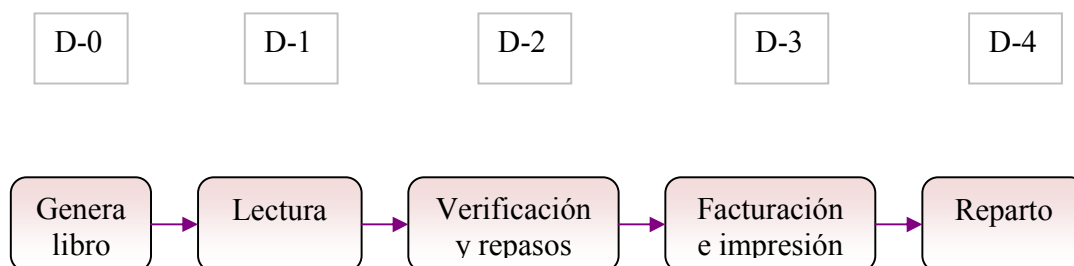 D-0
D-1
D-2
D-3
D-4
Genera
libro
Lectura
Verificación
y repasos
Facturación
e impresión
Reparto